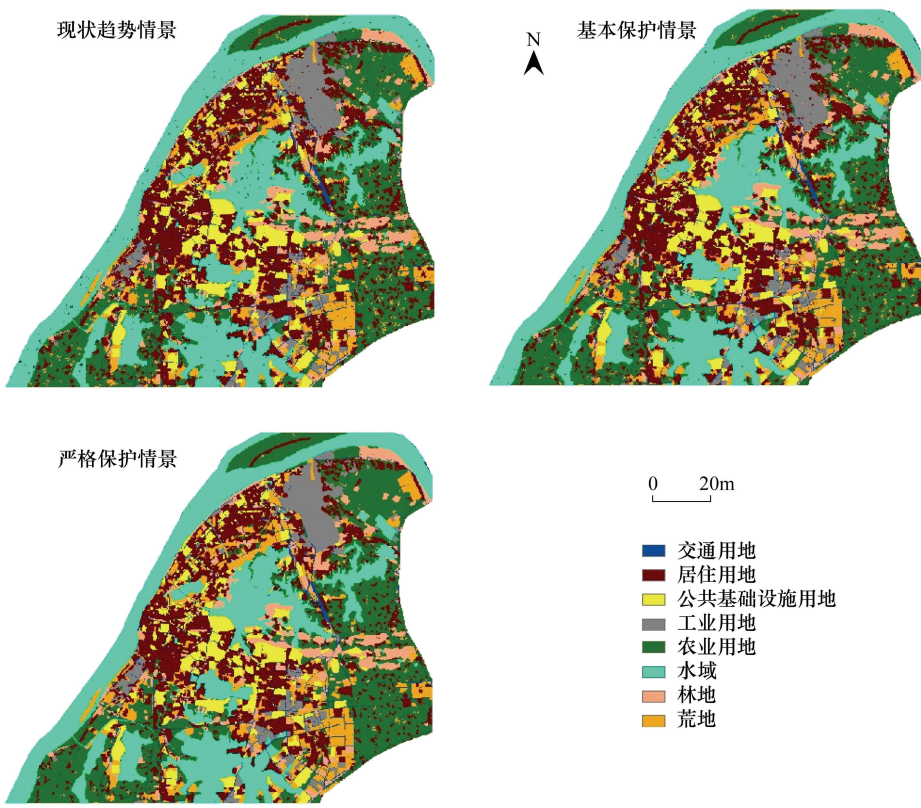 现状趋势情景
N
基本保护情景
严格保护情景
0 20m
交通用地
居住用地
公共基础设施用地
工业用地
农业用地
水域
林地
荒地